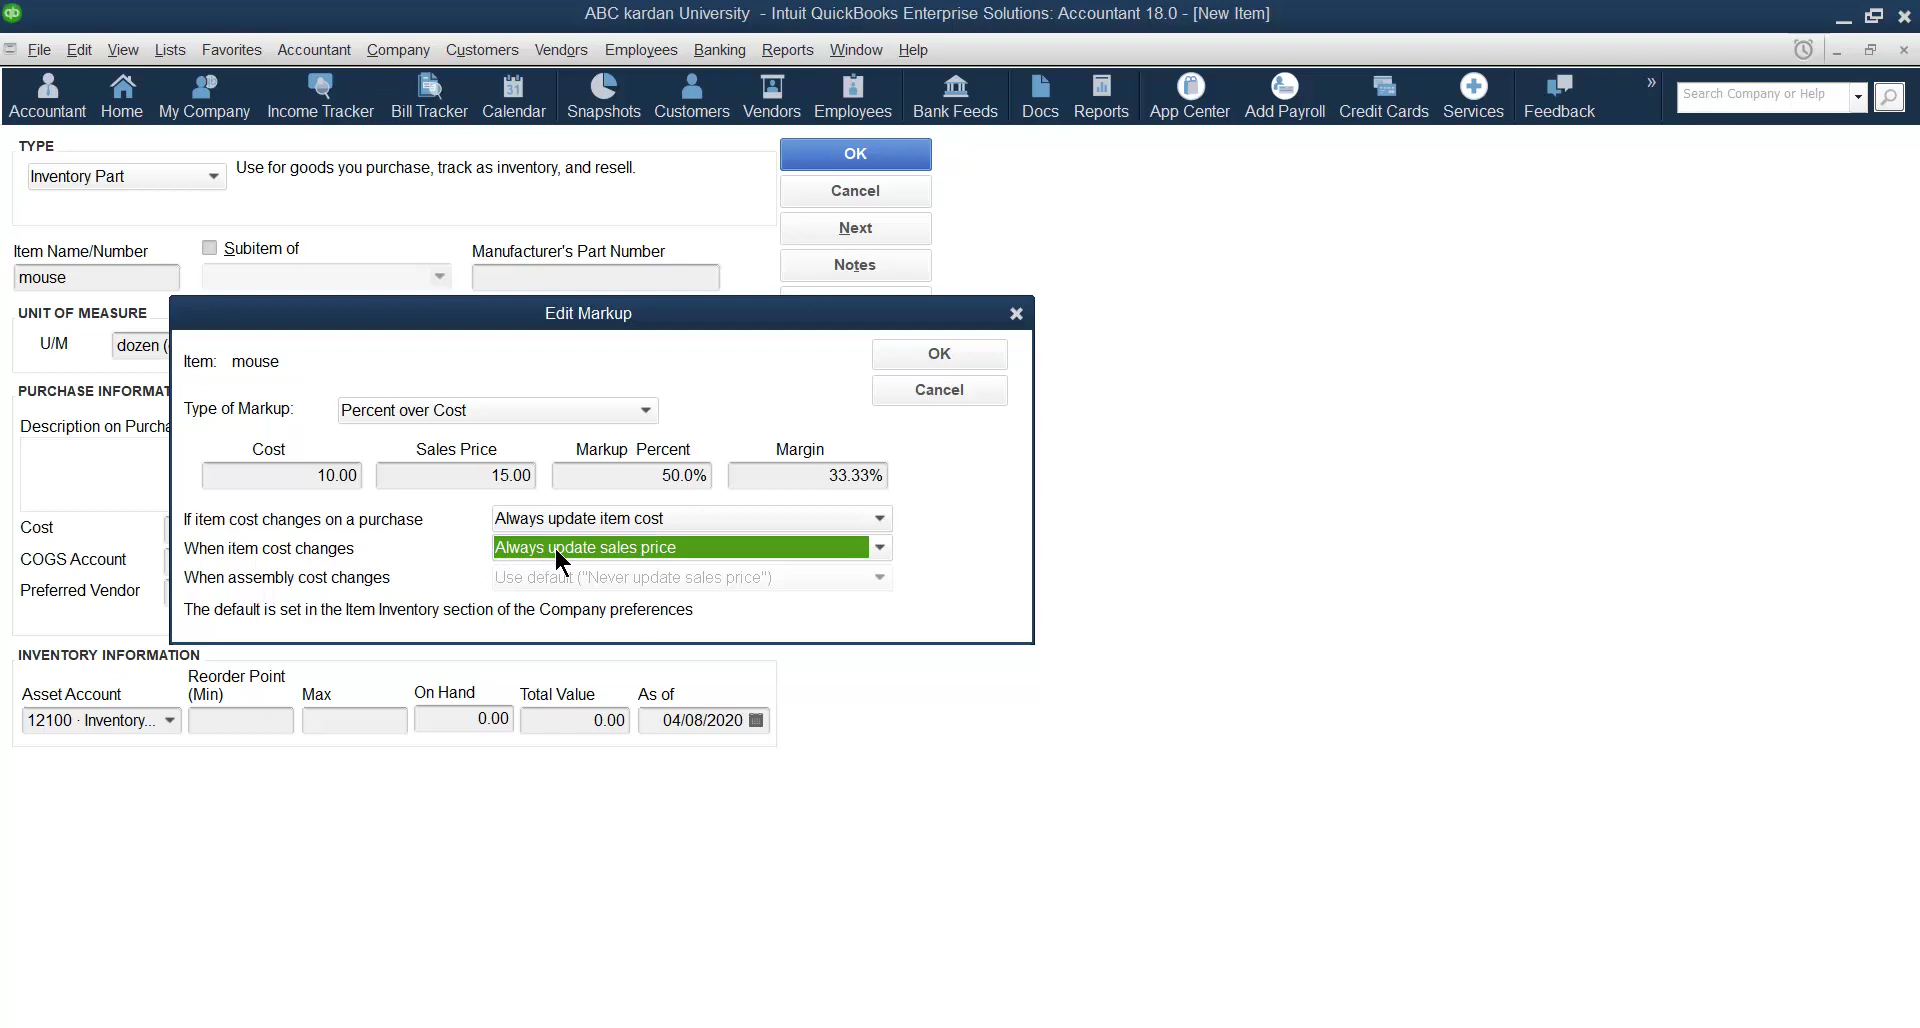 ABC kardan University - Intuit QuickBooks Enterprise Solutions: Accountant 18.0 - [New Item]
File Edit View Lists Favorites Accountant Company Customers Vendors Employees Banking Reports Window Help
Accountant Home My Company Income Tracker Bill Tracker Calendar Snapshots Customers Vendors Employees Bank Feeds Docs Reports App Center Add Payroll Credit Cards Services Feedback » Search Company or Help
31
TYPE
Inventory Part Use for goods you purchase, track as inventory, and resell.
OK
Cancel
Next
Notes
Item Name/Number Subitem of Manufacturer's Part Number
mouse
UNIT OF MEASURE
U/M dozen (
PURCHASE INFORMAT
Description on Purcha
Cost
COGS Account
Preferred Vendor
Edit Markup
Item: mouse
OK
Cancel
Type of Markup: Percent over Cost
Cost Sales Price Markup Percent Margin
10.00 15.00 50.0% 33.33%
If item cost changes on a purchase Always update item cost
When item cost changes Always update sales price
When assembly cost changes Use default ("Never update sales price")
The default is set in the Item Inventory section of the Company preferences
INVENTORY INFORMATION
Asset Account Reorder Point (Min) Max On Hand Total Value As of
12100 · Inventory... 0.00 0.00 04/08/2020